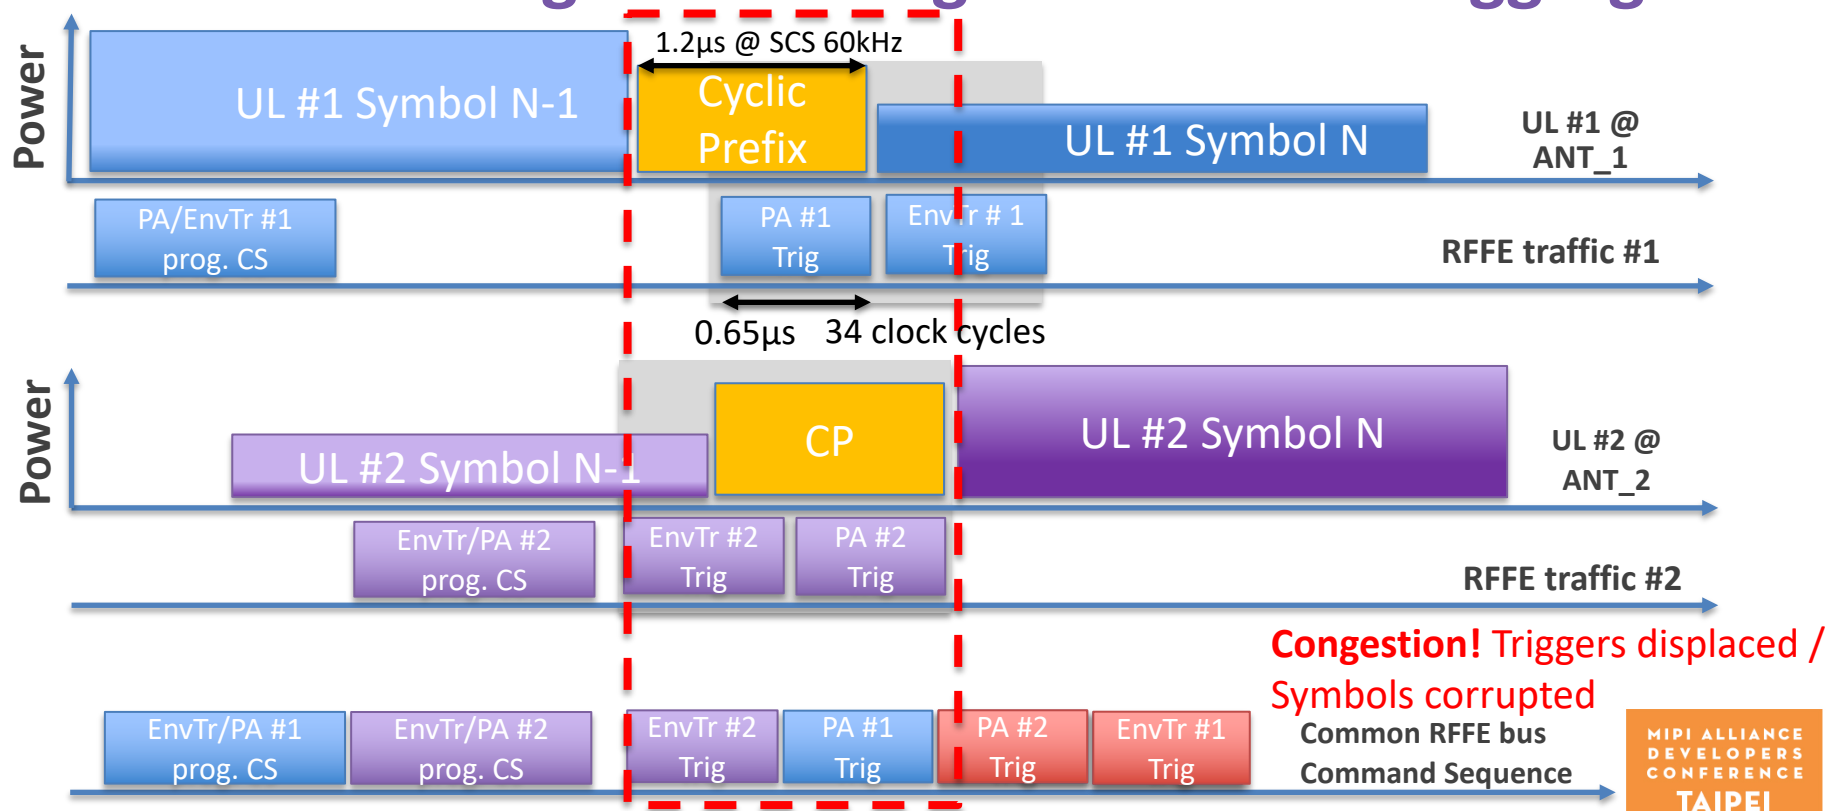 1.2µs @ SCS 60kHz
Power
UL #1 Symbol N-1
Cyclic
Prefix
UL #1 Symbol N
UL #1 @
ANT_1
PA/EnvTr #1
prog. CS
PA #1
Trig
EnvTr # 1
Trig
RFFE traffic #1
0.65µs
34 clock cycles
Power
UL #2 Symbol N-1
CP
UL #2 Symbol N
UL #2 @
ANT_2
EnvTr/PA #2
prog. CS
EnvTr #2
Trig
PA #2
Trig
RFFE traffic #2
Congestion! Triggers displaced /
Symbols corrupted
EnvTr/PA #1
prog. CS
EnvTr/PA #2
prog. CS
EnvTr #2
Trig
PA #1
Trig
PA #2
Trig
EnvTr #1
Trig
Common RFFE bus
Command Sequence
MIPI ALLIANCE
DEVELOPERS
CONFERENCE
TAIPEI